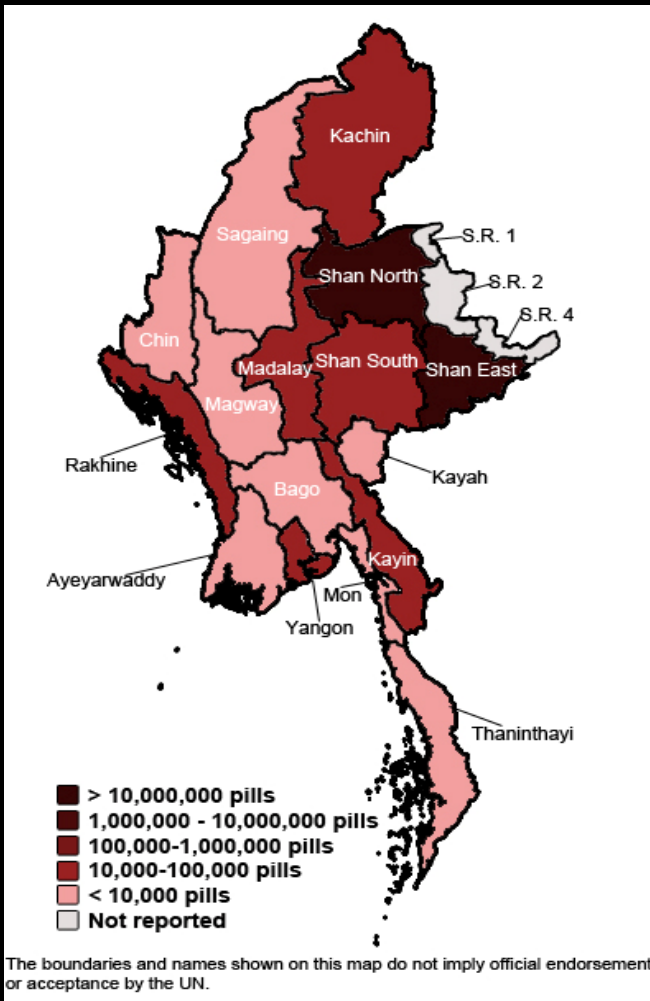 Kachin
S.R. 1
Sagaing
Shan North
S.R. 2
S.R. 4
Chin
Madalay
Shan South
Shan East
Magway
Rakhine
Kayah
Bago
Kayin
Ayeyarwaddy
Mon
Yangon
Thaninthayi
> 10,000,000 pills
1,000,000 - 10,000,000 pills
100,000-1,000,000 pills
10,000-100,000 pills
< 10,000 pills
Not reported
The boundaries and names shown on this map do not imply official endorsement
or acceptance by the UN.